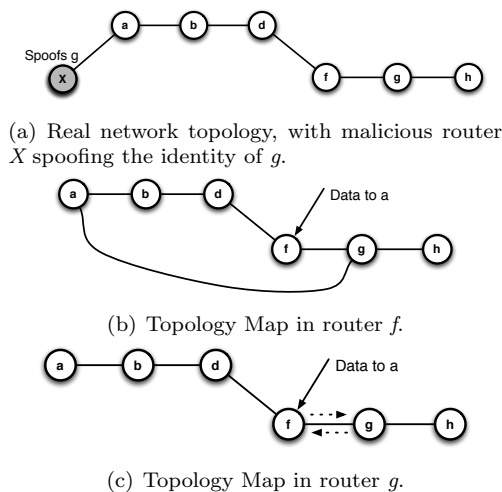 a b d
Spoofs g
X
f g h
(a) Real network topology, with malicious router
X spoofing the identity of g.
a b d
Data to a
f g h
(b) Topology Map in router f.
a b d
Data to a
f g h
(c) Topology Map in router g.